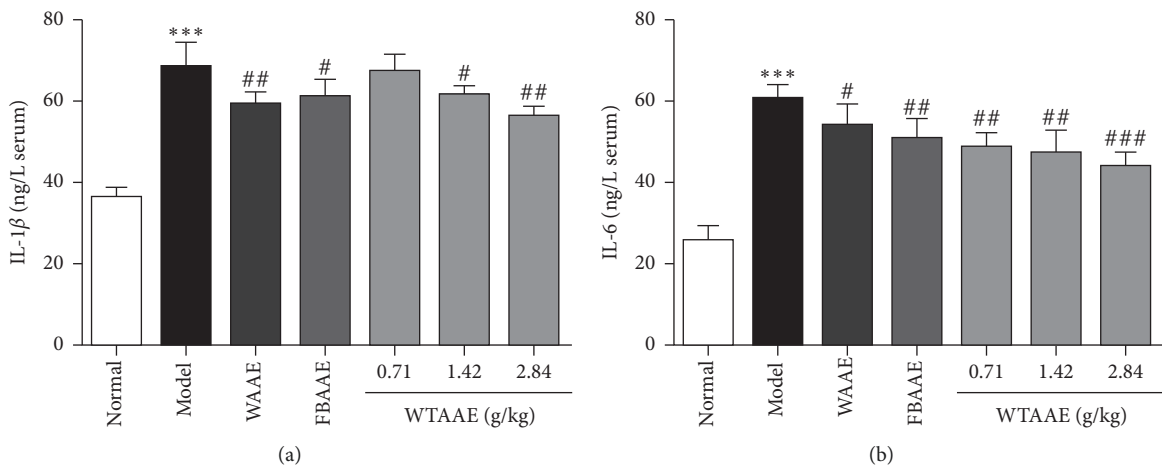 80
60
40
20
0
IL-1β (ng/L serum)
***
##
#
#
##
Normal
Model
WAAE
FBAAE
0.71 1.42 2.84
WTAAE (g/kg)
(a)
80
60
40
20
0
IL-6 (ng/L serum)
***
#
##
##
##
###
Normal
Model
WAAE
FBAAE
0.71 1.42 2.84
WTAAE (g/kg)
(b)